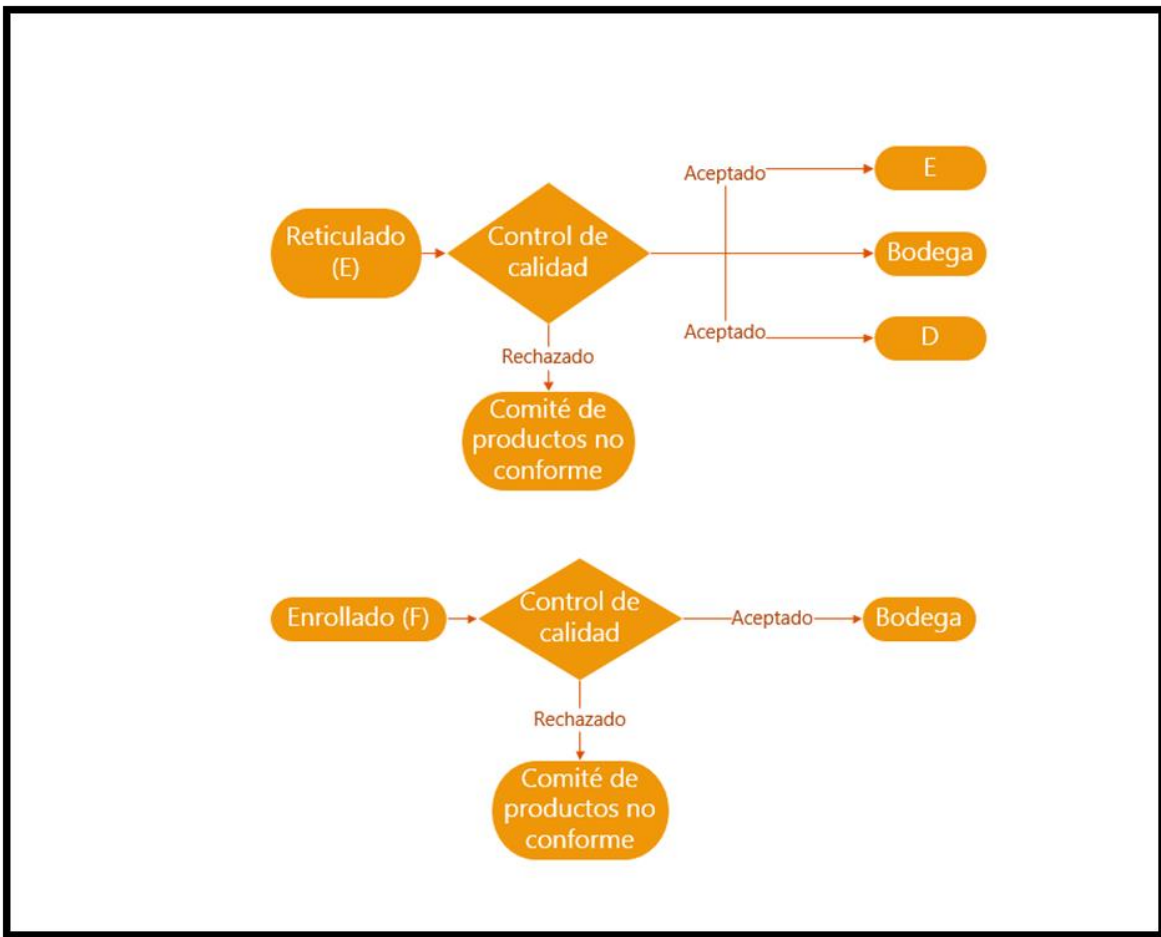 Aceptado
E
Reticulado
(E)
Control de
calidad
Bodega
Aceptado
D
Rechazado
Comité de
productos no
conforme
Enrollado (F)
Control de
calidad
Aceptado
Bodega
Rechazado
Comité de
productos no
conforme